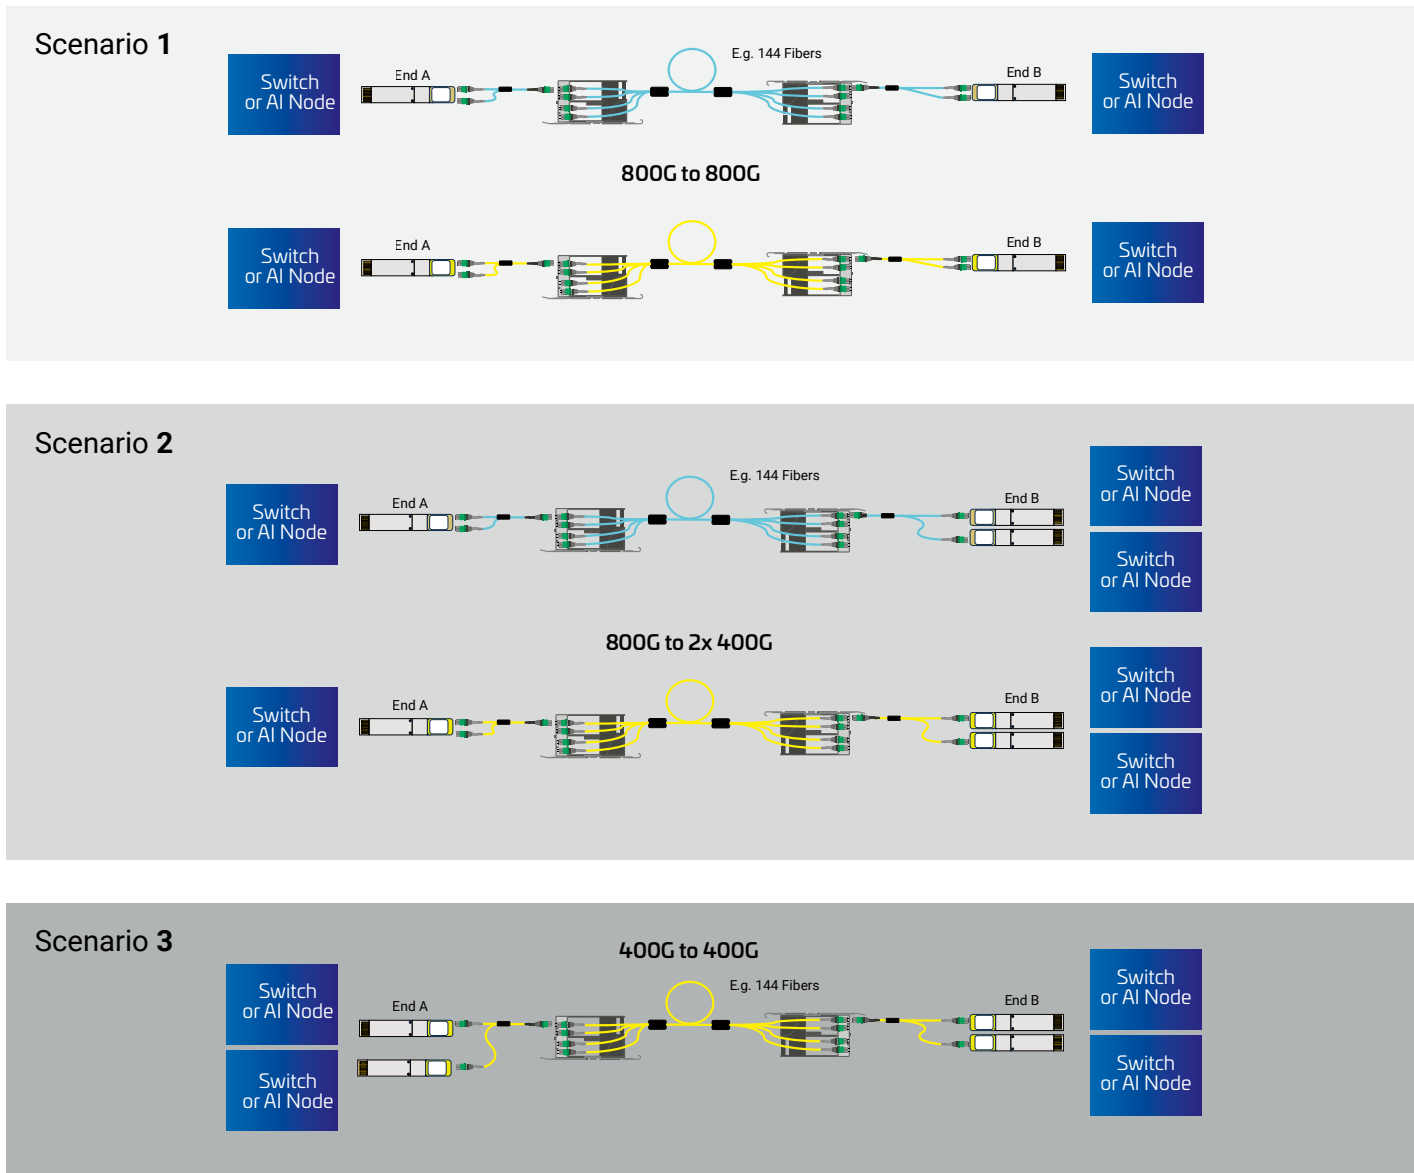 Scenario 1
Switch
or AI Node
End A
E.g. 144 Fibers
End B
Switch
or AI Node
800G to 800G
Switch
or AI Node
End A
End B
Switch
or AI Node
Scenario 2
Switch
or AI Node
End A
E.g. 144 Fibers
End B
Switch
or AI Node
Switch
or AI Node
800G to 2x 400G
Switch
or AI Node
End A
End B
Switch
or AI Node
Switch
or AI Node
Scenario 3
400G to 400G
Switch
or AI Node
End A
E.g. 144 Fibers
End B
Switch
or AI Node
Switch
or AI Node
Switch
or AI Node